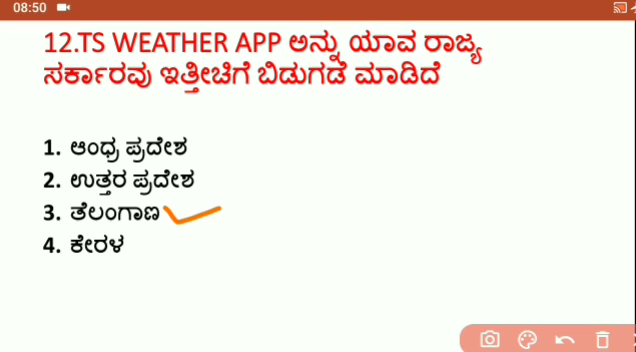 08:50
12.TS WEATHER APP ಅನ್ನು ಯಾವ ರಾಜ್ಯ
ಸರ್ಕಾರವು ಇತ್ತೀಚಿಗೆ ಬಿಡುಗಡೆ ಮಾಡಿದೆ
1. ಆಂಧ್ರ ಪ್ರದೇಶ
2. ಉತ್ತರ ಪ್ರದೇಶ
3. ತೆಲಂಗಾಣ
4. ಕೇರಳ